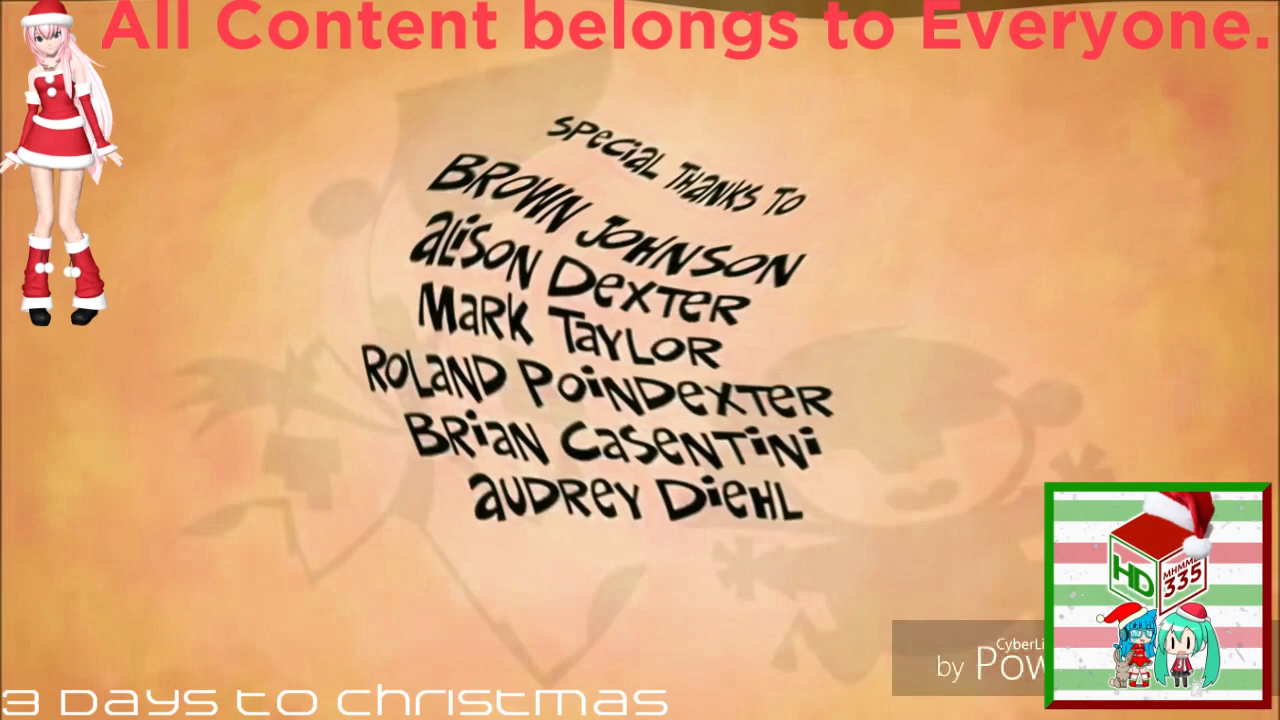 All Content belongs to Everyone.
SPECIAL THANKS TO
BROWN JOHNSON
ALISON DEXTER
MARK TAYLOR
ROLAND POINDEXTER
BRIAN CASENTINI
AUDREY DIEHL
HD
MHMML
335
CyberLi
by Pow
3 Days to Christmas